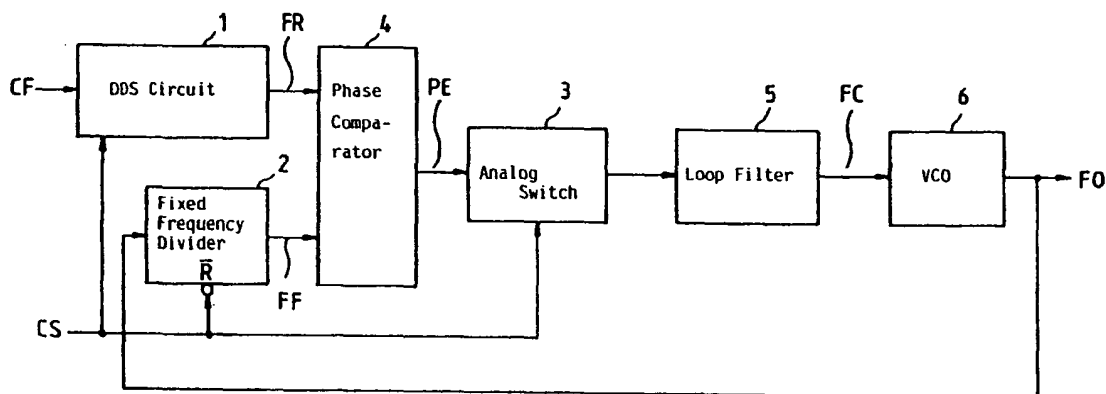 1
FR
4
CF
DDS Circuit
Phase
Compa-
rator
PE
3
Analog
Switch
5
Loop Filter
FC
6
VCO
FO
2
Fixed
Frequency
Divider
R̅
FF
CS